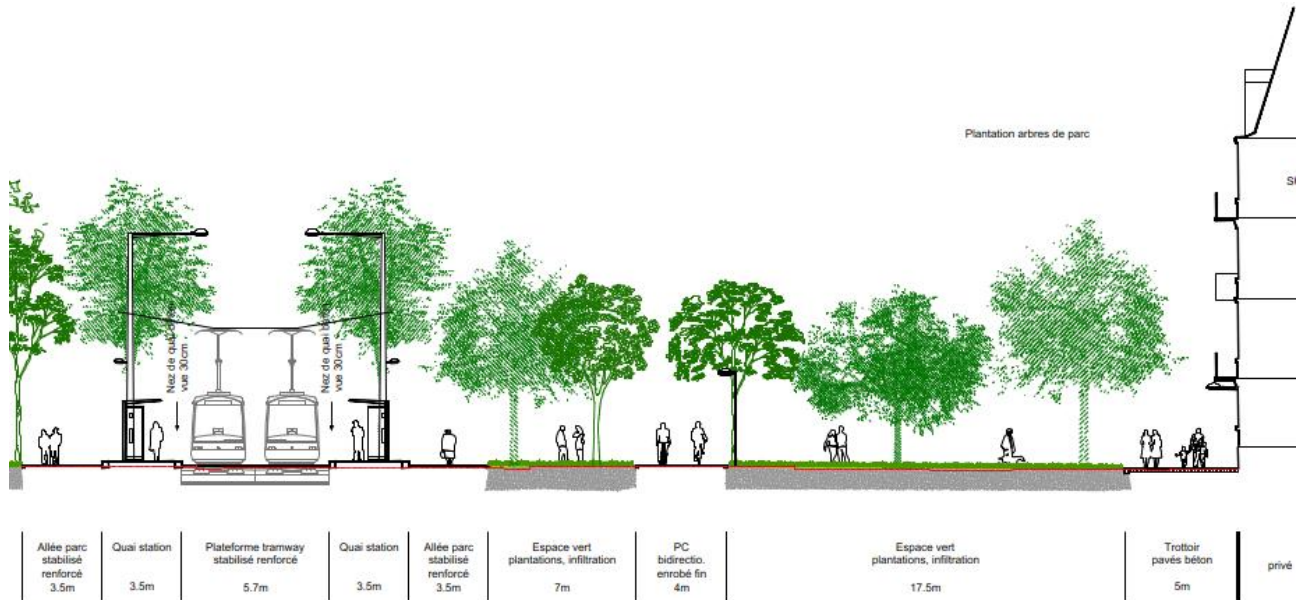 Plantation arbres de parc
Nez de quai
vue 30cm
Nez de quai
vue 30cm
Allée parc
stabilisé
renforcé
3.5m
Quai station
3.5m
Plateforme tramway
stabilisé renforcé
5.7m
Quai station
3.5m
Allée parc
stabilisé
renforcé
3.5m
Espace vert
plantations, infiltration
7m
PC
bidirectio.
enrobé fin
4m
Espace vert
plantations, infiltration
17.5m
Trottoir
pavés béton
5m
privé